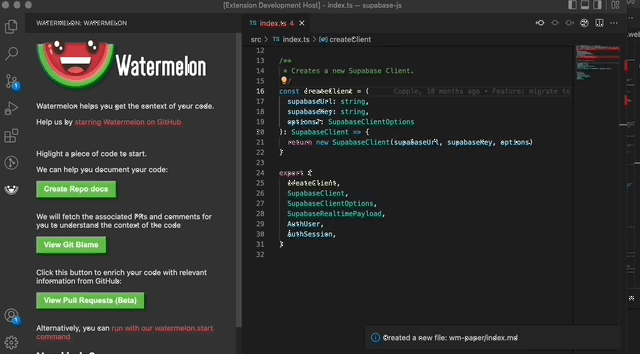 [Extension Development Host] - index.ts — supabase-js
WATERMELON: WATERMELON
Watermelon
Watermelon helps you get the context of your code.
Help us by starring Watermelon on GitHub
Higlight a piece of code to start.
We can help you document your code:
Create Repo docs
We will fetch the associated PRs and comments for
you to understand the context of the code
View Git Blame
Click this button to enrich your code with relevant
information from GitHub:
View Pull Requests (Beta)
Alternatively, you can run with our watermelon.start
command
index.ts 4
src > index.ts > createClient
12
13 /**
14 * Creates a new Supabase Client.
15 */
16 const createClient = ( Copple, 18 months ago • Feature: migrate to
17 supabaseUrl: string,
18 supabaseKey: string,
19 options?: SupabaseClientOptions
20 ): SupabaseClient => {
21 return new SupabaseClient(supabaseUrl, supabaseKey, options)
22 }
23
24 export {
25 createClient,
26 SupabaseClient,
27 SupabaseClientOptions,
28 SupabaseRealtimePayload,
29 AuthUser,
30 AuthSession,
31 }
32
Created a new file: wm-paper/index.md